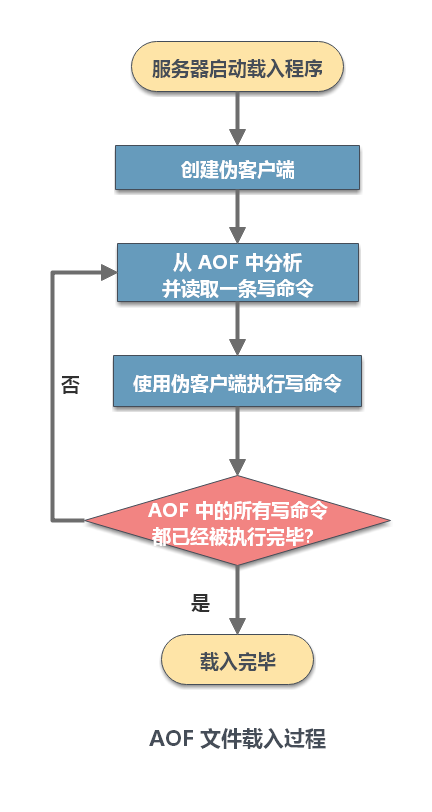 服务器启动载入程序
创建伪客户端
从 AOF 中分析
并读取一条写命令
使用伪客户端执行写命令
否
AOF 中的所有写命令
都已经被执行完毕?
是
载入完毕
AOF 文件载入过程